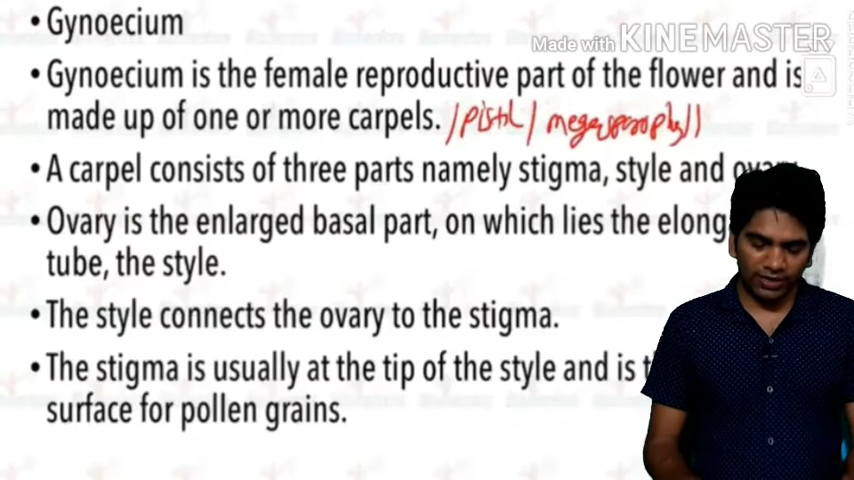 Made with KINEMASTER
• Gynoecium
• Gynoecium is the female reproductive part of the flower and is
made up of one or more carpels. /pistil/ megasporophyll
• A carpel consists of three parts namely stigma, style and
• Ovary is the enlarged basal part, on which lies the
tube, the style.
• The style connects the ovary to the stigma.
• The stigma is usually at the tip of the style and is
surface for pollen grains.